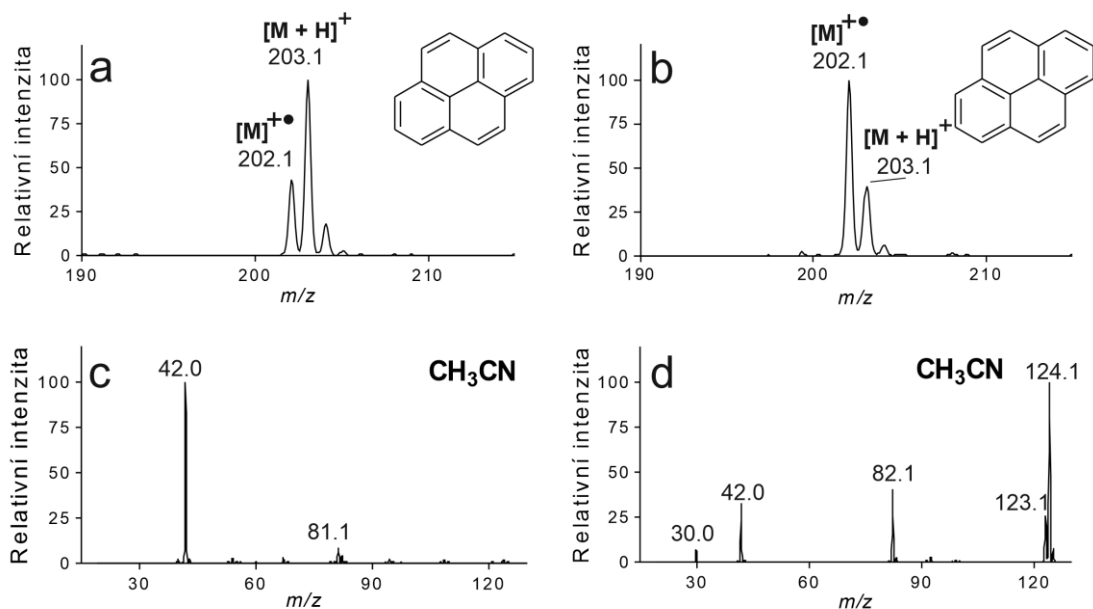 a
[M + H]⁺
203.1
[M]⁺•
202.1
Relativní intenzita
100
75
50
25
0
190
200
210
m/z
b
[M]⁺•
202.1
[M + H]⁺
203.1
Relativní intenzita
100
75
50
25
0
190
200
210
m/z
c
42.0
CH₃CN
81.1
Relativní intenzita
100
75
50
25
0
30
60
90
120
m/z
d
CH₃CN
124.1
82.1
42.0
123.1
30.0
Relativní intenzita
100
75
50
25
0
30
60
90
120
m/z